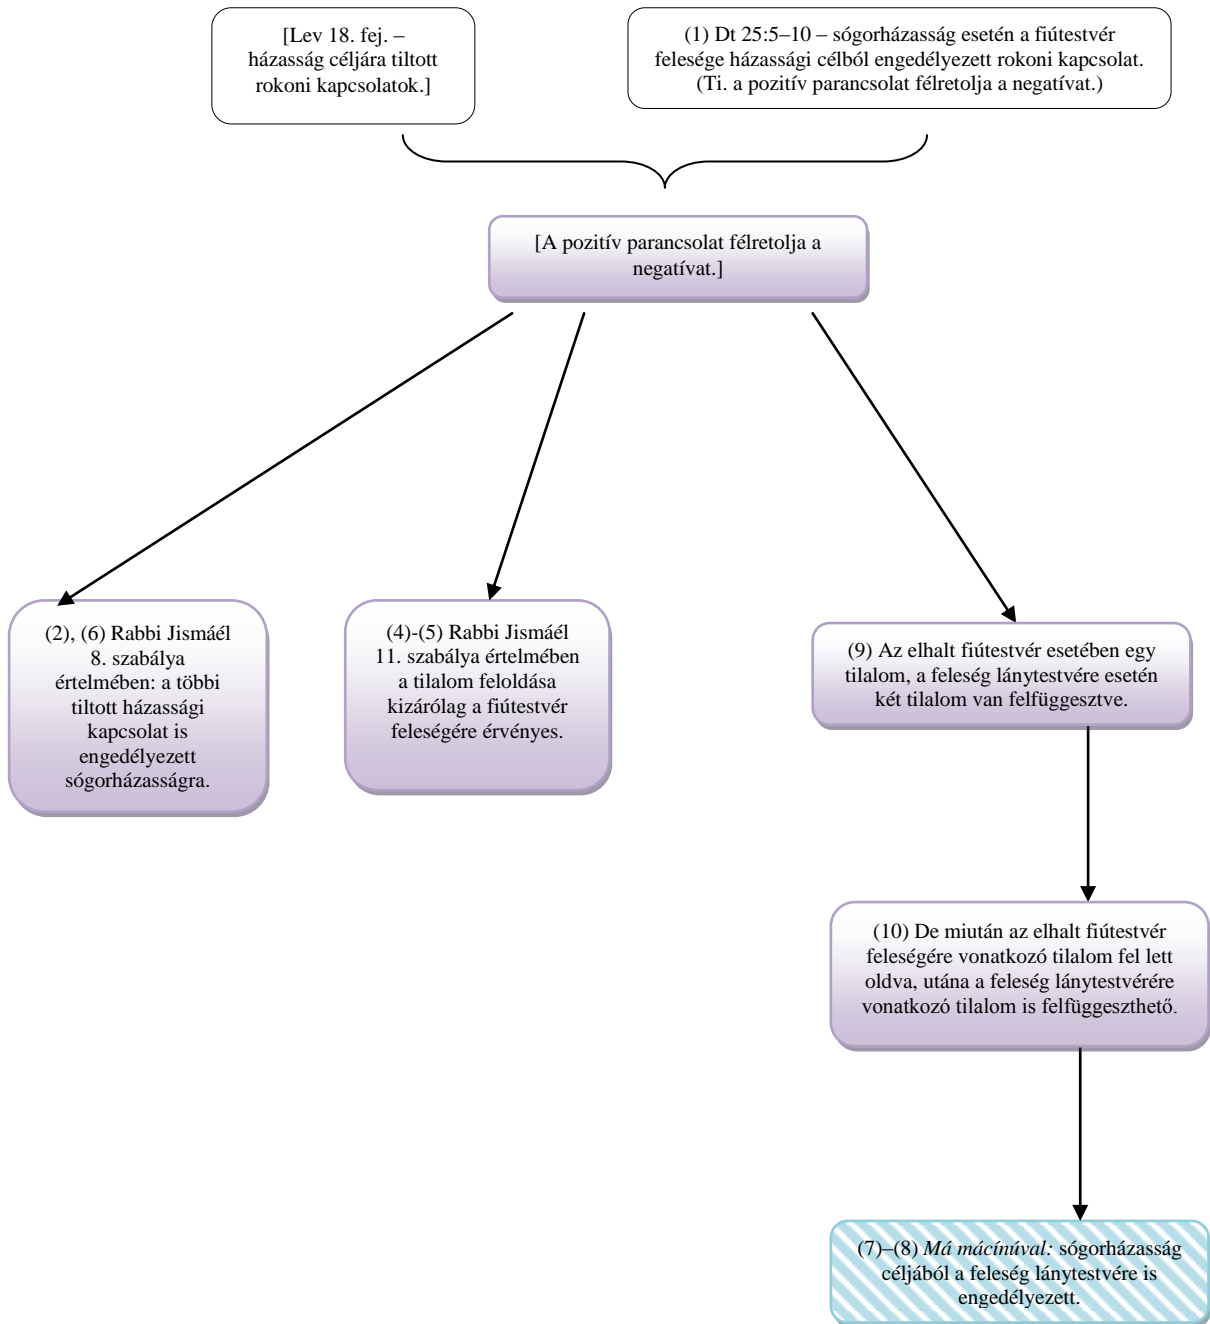 [Lev 18. fej. –
házasság céljára tiltott
rokoni kapcsolatok.]
(1) Dt 25:5–10 – sógorházasság esetén a fiútestvér
felesége házassági célból engedélyezett rokoni kapcsolat.
(Ti. a pozitív parancsolat félretolja a negatívat.)
[A pozitív parancsolat félretolja a
negatívat.]
(2), (6) Rabbi Jismáél
8. szabálya
értelmében: a többi
tiltott házassági
kapcsolat is
engedélyezett
sógorházasságra.
(4)-(5) Rabbi Jismáél
11. szabálya értelmében
a tilalom feloldása
kizárólag a fiútestvér
feleségére érvényes.
(9) Az elhalt fiútestvér esetében egy
tilalom, a feleség lánytestvére esetén
két tilalom van felfüggesztve.
(10) De miután az elhalt fiútestvér
feleségére vonatkozó tilalom fel lett
oldva, utána a feleség lánytestvérére
vonatkozó tilalom is felfüggeszthető.
(7)–(8) Má mácínúval: sógorházasság
céljából a feleség lánytestvére is
engedélyezett.